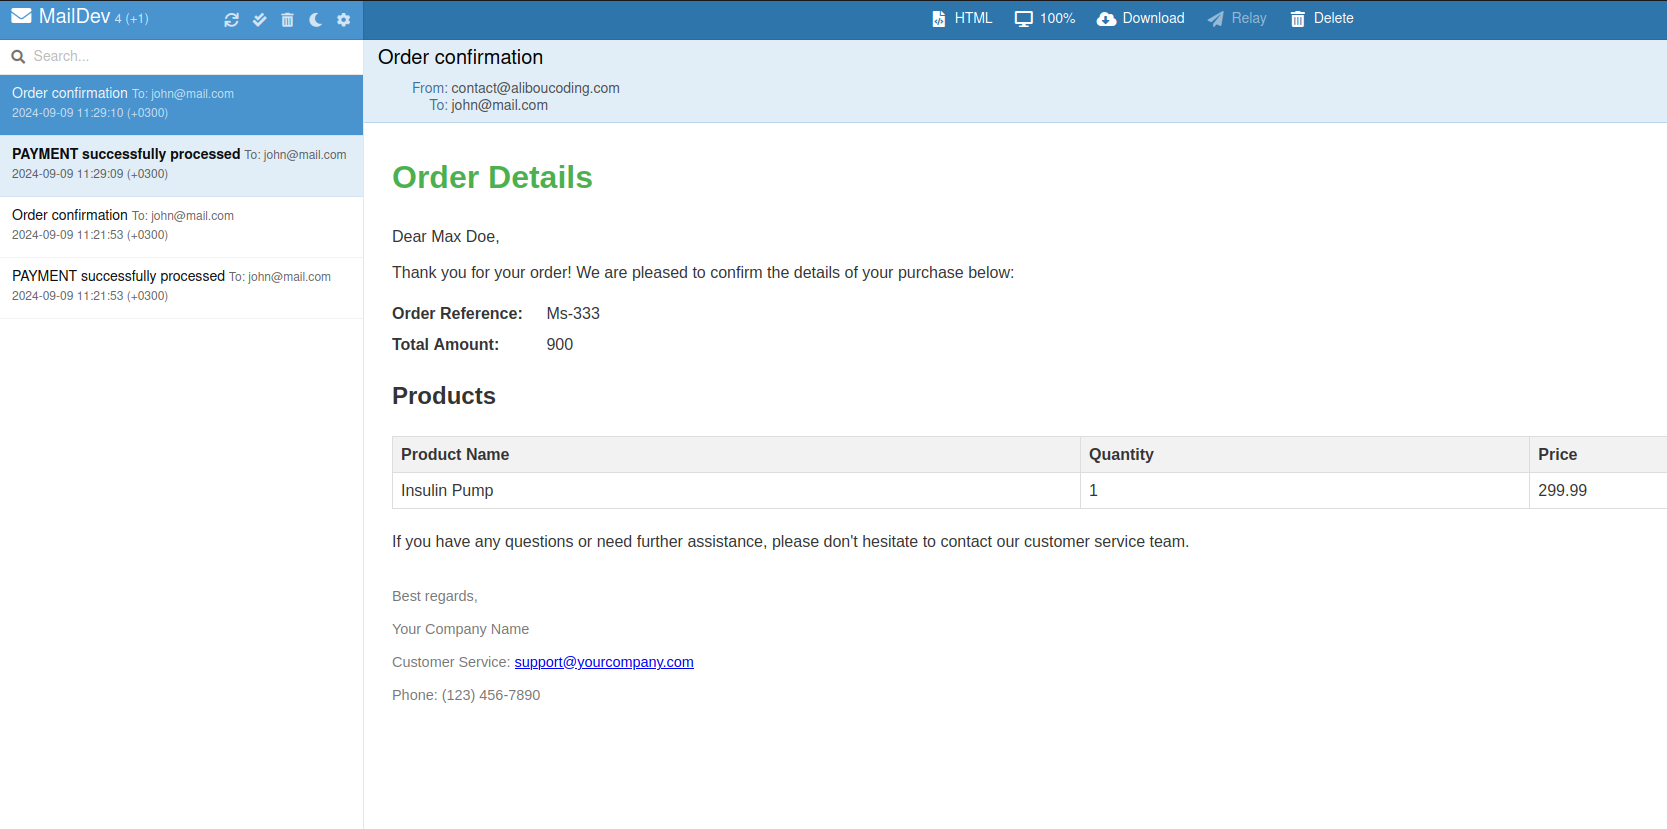 MailDev 4 (+1)
HTML 100% Download Relay Delete
Search...
Order confirmation To: john@mail.com
2024-09-09 11:29:10 (+0300)
PAYMENT successfully processed To: john@mail.com
2024-09-09 11:29:09 (+0300)
Order confirmation To: john@mail.com
2024-09-09 11:21:53 (+0300)
PAYMENT successfully processed To: john@mail.com
2024-09-09 11:21:53 (+0300)
Order confirmation
From: contact@aliboucoding.com
To: john@mail.com
Order Details
Dear Max Doe,
Thank you for your order! We are pleased to confirm the details of your purchase below:
Order Reference: Ms-333
Total Amount: 900
Products
Product Name Quantity Price
Insulin Pump 1 299.99
If you have any questions or need further assistance, please don't hesitate to contact our customer service team.
Best regards,
Your Company Name
Customer Service: support@yourcompany.com
Phone: (123) 456-7890